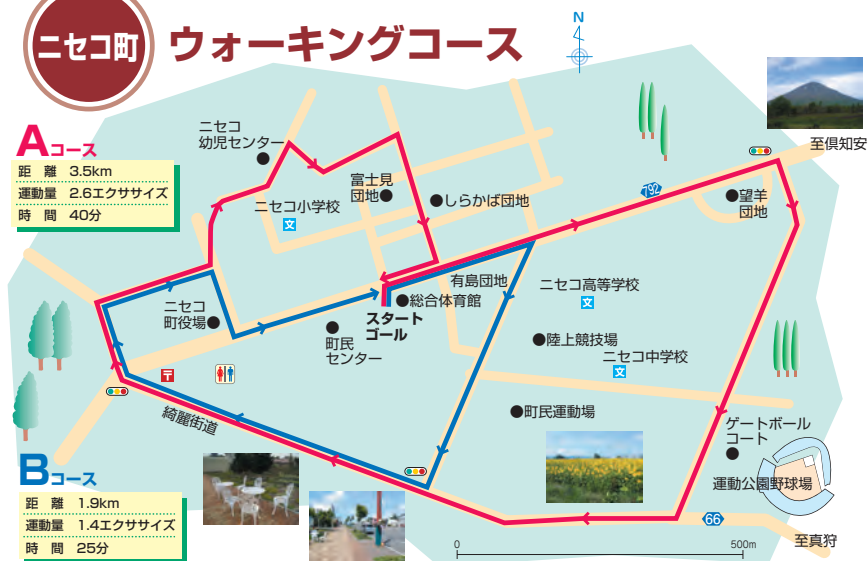 ニセコ町
ウォーキングコース
N
Aコース
距離 3.5km
運動量 2.6エクササイズ
時間 40分
ニセコ
幼児センター
富士見
団地
ニセコ小学校
文
しらかば団地
792
至倶知安
望羊
団地
有島団地
総合体育館
スタート
ゴール
ニセコ高等学校
文
ニセコ
町役場
町民
センター
陸上競技場
ニセコ中学校
文
〒
綺麗街道
町民運動場
ゲートボール
コート
運動公園野球場
Bコース
距離 1.9km
運動量 1.4エクササイズ
時間 25分
66
至真狩
0
500m